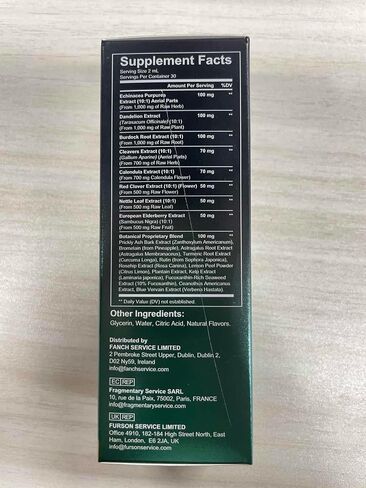 Supplement Facts
Serving Size 2 mL
Servings Per Container 30
Amount Per Serving %DV
Echinacea Purpurea 100 mg **
Extract (10:1) Aerial Parts
(From 1,000 mg of Raw Herb)
Dandelion Extract 100 mg **
(Taraxacum Officinale) (10:1)
(From 1,000 mg of Raw Plant)
Burdock Root Extract (10:1) 100 mg **
(From 1,000 mg of Raw Root)
Cleavers Extract (10:1) 70 mg **
(Galium Aparine) (Aerial Parts)
(From 700 mg of Raw Herb)
Calendula Extract (10:1) 70 mg **
(From 700 mg Calendula Flower)
Red Clover Extract (10:1) (Flower) 50 mg **
(From 500 mg Raw Flower)
Nettle Leaf Extract (10:1) 50 mg **
(From 500 mg Raw Leaf)
European Elderberry Extract 50 mg **
(Sambucus Nigra) (10:1)
(From 500 mg Raw Fruit)
Botanical Proprietary Blend 100 mg **
Prickly Ash Bark Extract (Zanthoxylum Americanum),
Bromelain (from Pineapple), Astragalus Root Extract
(Astragalus Membranaceus), Turmeric Root Extract
(Curcuma Longa), Rutin (from Sophora Japonica),
Rosehip Extract (Rosa Canina), Lemon Peel Powder
(Citrus Limon), Plantain Extract, Kelp Extract
(Laminaria japonica), Fucoxanthin-Rich Seaweed
Extract (10% Fucoxanthin), Ceanothus Americanus
Extract, Blue Vervain Extract (Verbena Hastata)
** Daily Value (DV) not established.
Other Ingredients:
Glycerin, Water, Citric Acid, Natural Flavors.
Distributed by
FANCH SERVICE LIMITED
2 Pembroke Street Upper, Dublin, Dublin 2,
D02 Ny59, Ireland
info@fanchservice.com
EC REP
Fragmentary Service SARL
10, rue de la Paix, 75002, Paris, FRANCE
info@fragmentaryservice.com
UK REP
FURSON SERVICE LIMITED
Office 4910, 182-184 High Street North, East
Ham, London, E6 2JA, UK
info@fursonservice.com